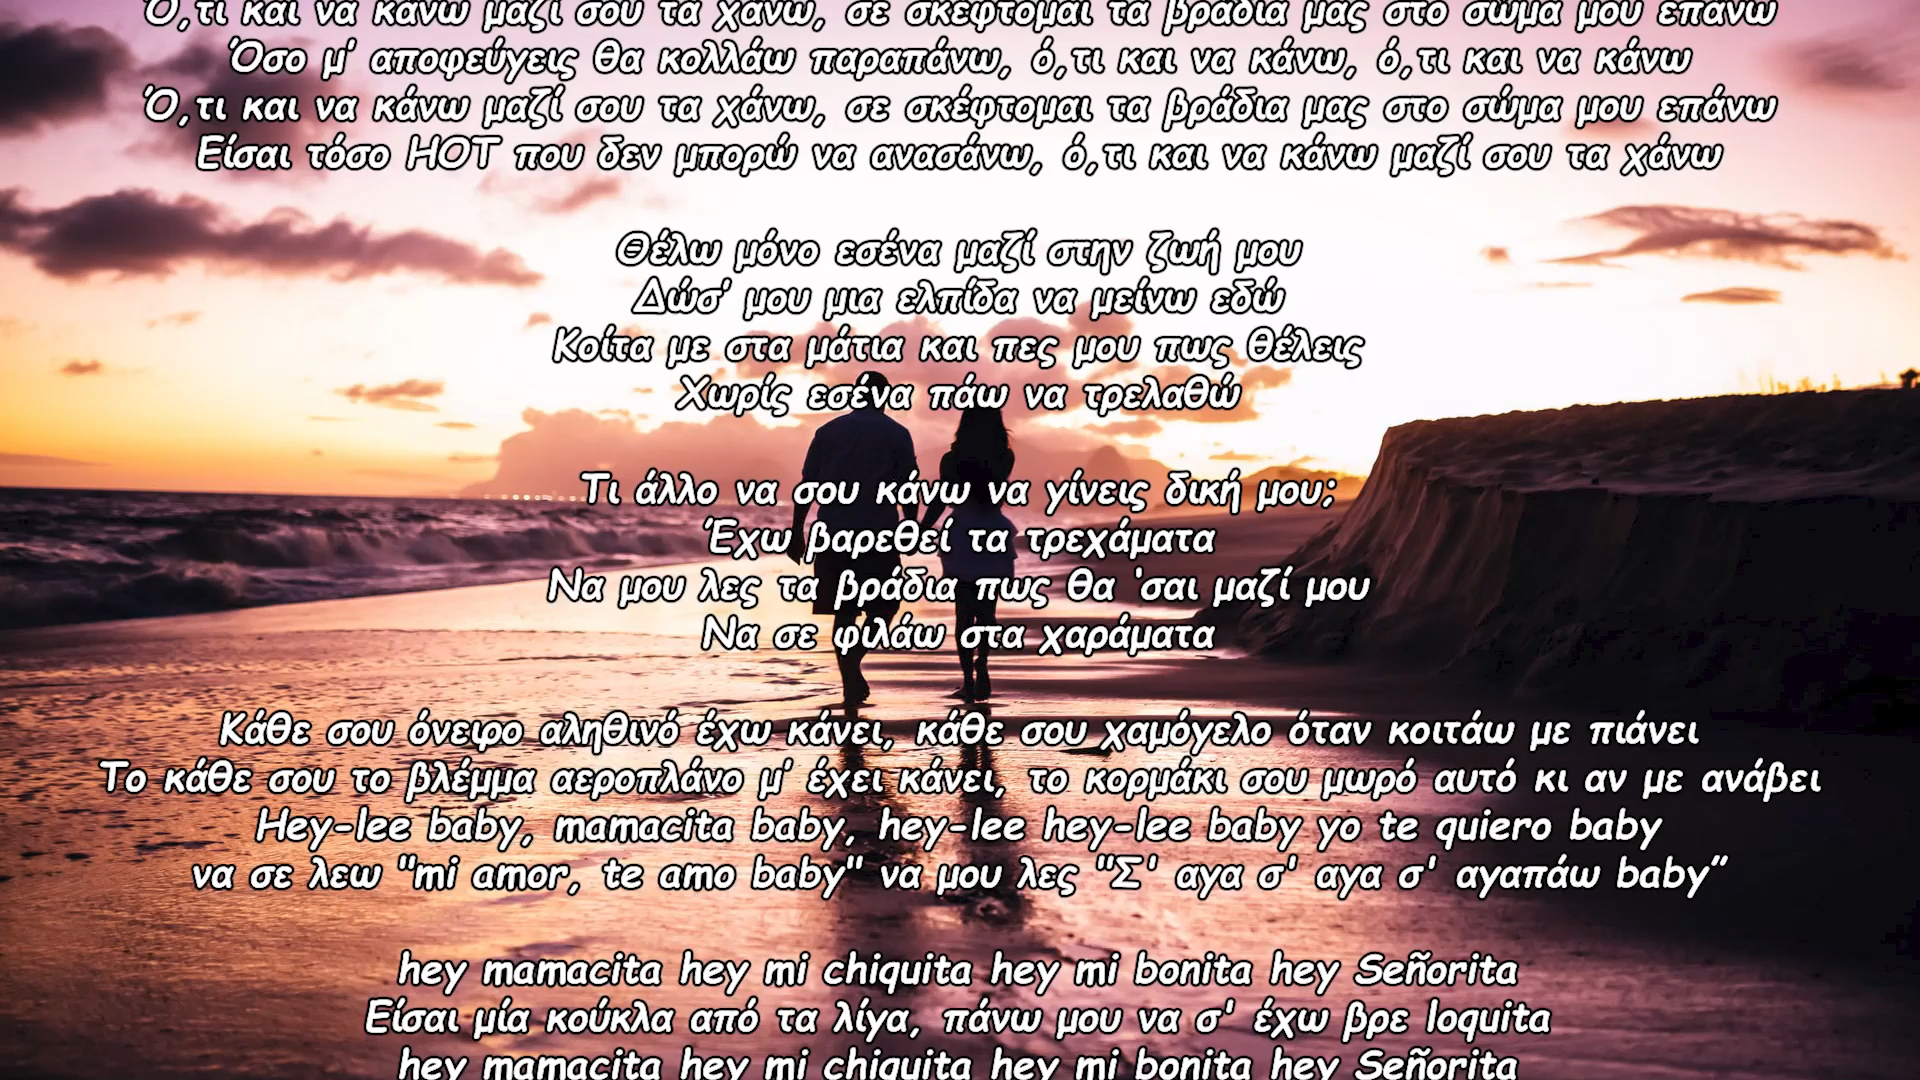 Ό,τι και να κάνω μαζί σου τα χάνω, σε σκέφτομαι τα βράδια μας στο σώμα μου επάνω
Όσο μ' αποφεύγεις θα κολλάω παραπάνω, ό,τι και να κάνω, ό,τι και να κάνω
Ό,τι και να κάνω μαζί σου τα χάνω, σε σκέφτομαι τα βράδια μας στο σώμα μου επάνω
Είσαι τόσο HOT που δεν μπορώ να ανασάνω, ό,τι και να κάνω μαζί σου τα χάνω
Θέλω μόνο εσένα μαζί στην ζωή μου
Δώσ' μου μια ελπίδα να μείνω εδώ
Κοίτα με στα μάτια και πες μου πως θέλεις
Χωρίς εσένα πάω να τρελαθώ
Τι άλλο να σου κάνω να γίνεις δική μου;
Έχω βαρεθεί τα τρεχάματα
Να μου λες τα βράδια πως θα 'σαι μαζί μου
Να σε φιλάω στα χαράματα
Κάθε σου όνειρο αληθινό έχω κάνει, κάθε σου χαμόγελο όταν κοιτάω με πιάνει
Το κάθε σου το βλέμμα αεροπλάνο μ' έχει κάνει, το κορμάκι σου μωρό αυτό κι αν με ανάβει
Hey-lee baby, mamacita baby, hey-lee hey-lee baby yo te quiero baby
να σε λεω "mi amor, te amo baby" να μου λες "Σ' αγα σ' αγα σ' αγαπάω baby”
hey mamacita hey mi chiquita hey mi bonita hey Señorita
Είσαι μία κούκλα από τα λίγα, πάνω μου να σ' έχω βρε loquita
hey mamacita hey mi chiquita hey mi bonita hey Señorita